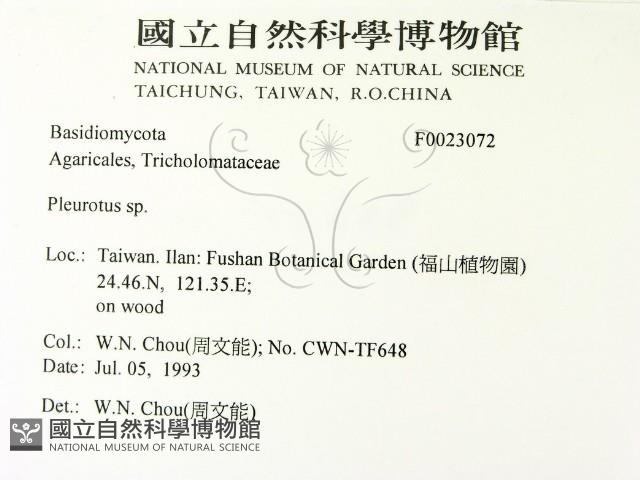 國立自然科學博物館
NATIONAL MUSEUM OF NATURAL SCIENCE
TAICHUNG, TAIWAN, R.O.CHINA
Basidiomycota F0023072
Agaricales, Tricholomataceae
Pleurotus sp.
Loc.: Taiwan. Ilan: Fushan Botanical Garden (福山植物園)
24.46.N, 121.35.E;
on wood
Col.: W.N. Chou(周文能); No. CWN-TF648
Date: Jul. 05, 1993
Det.: W.N. Chou(周文能)
國立自然科學博物館
NATIONAL MUSEUM OF NATURAL SCIENCE